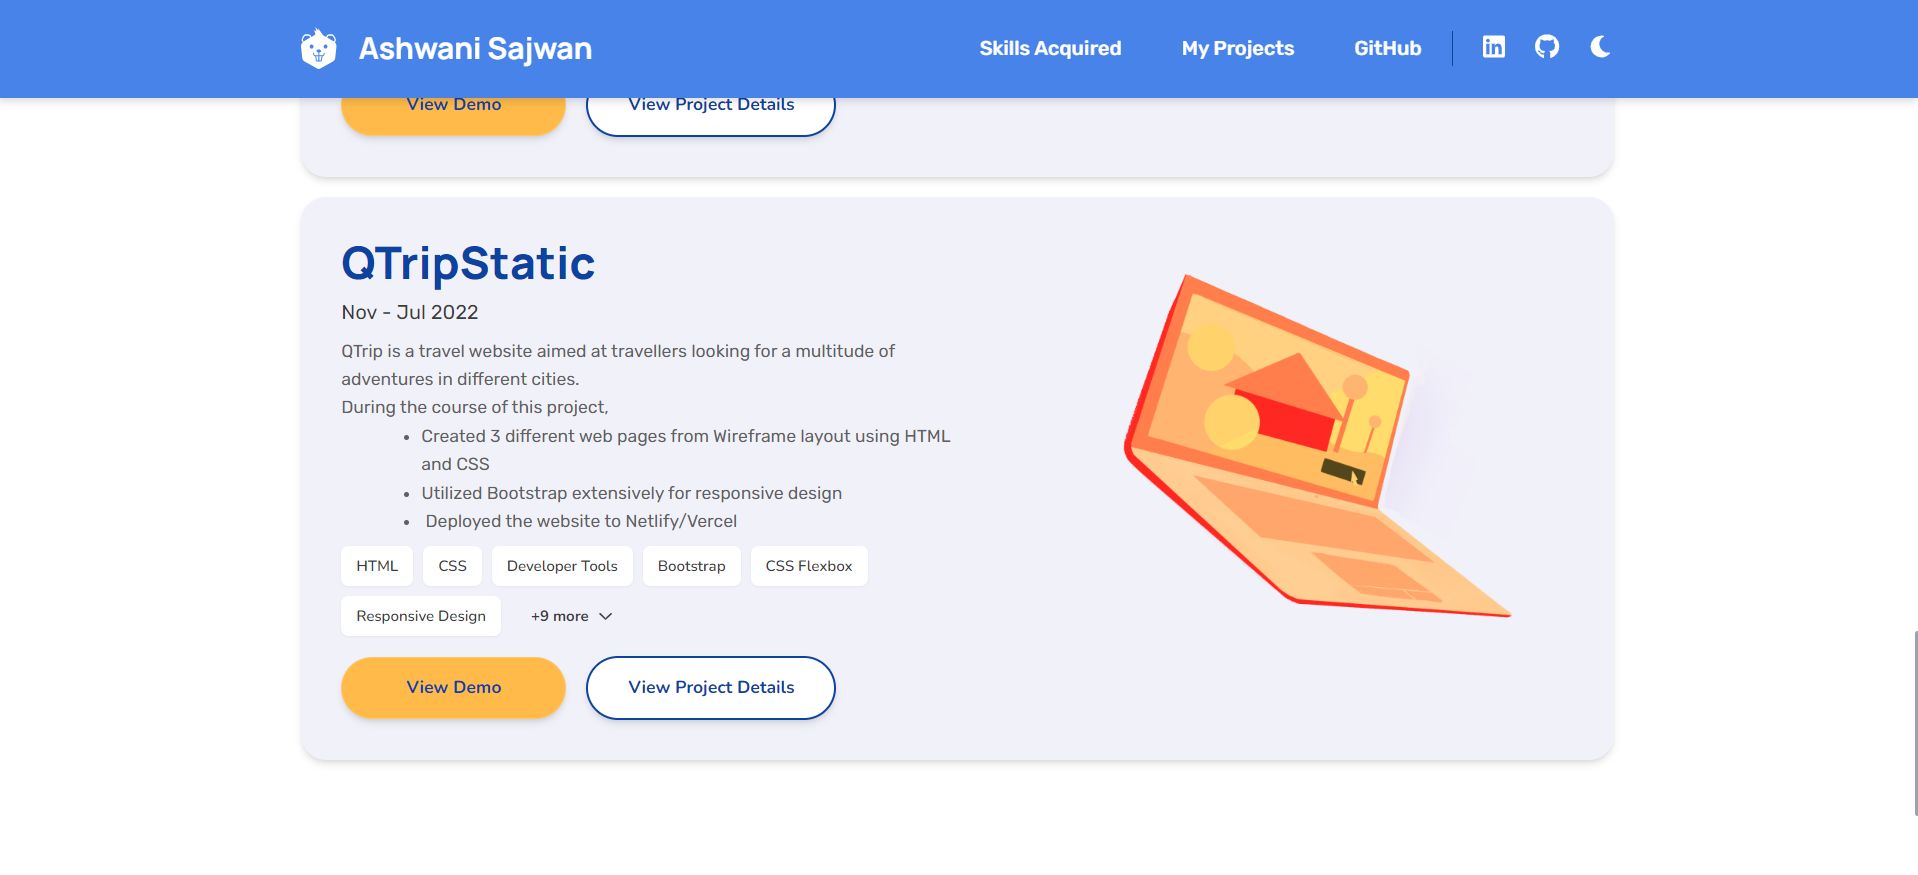 Ashwani Sajwan
Skills Acquired
My Projects
GitHub
View Demo
View Project Details
QTripStatic
Nov - Jul 2022
QTrip is a travel website aimed at travellers looking for a multitude of
adventures in different cities.
During the course of this project,
• Created 3 different web pages from Wireframe layout using HTML
and CSS
• Utilized Bootstrap extensively for responsive design
• Deployed the website to Netlify/Vercel
HTML
CSS
Developer Tools
Bootstrap
CSS Flexbox
Responsive Design
+9 more
View Demo
View Project Details